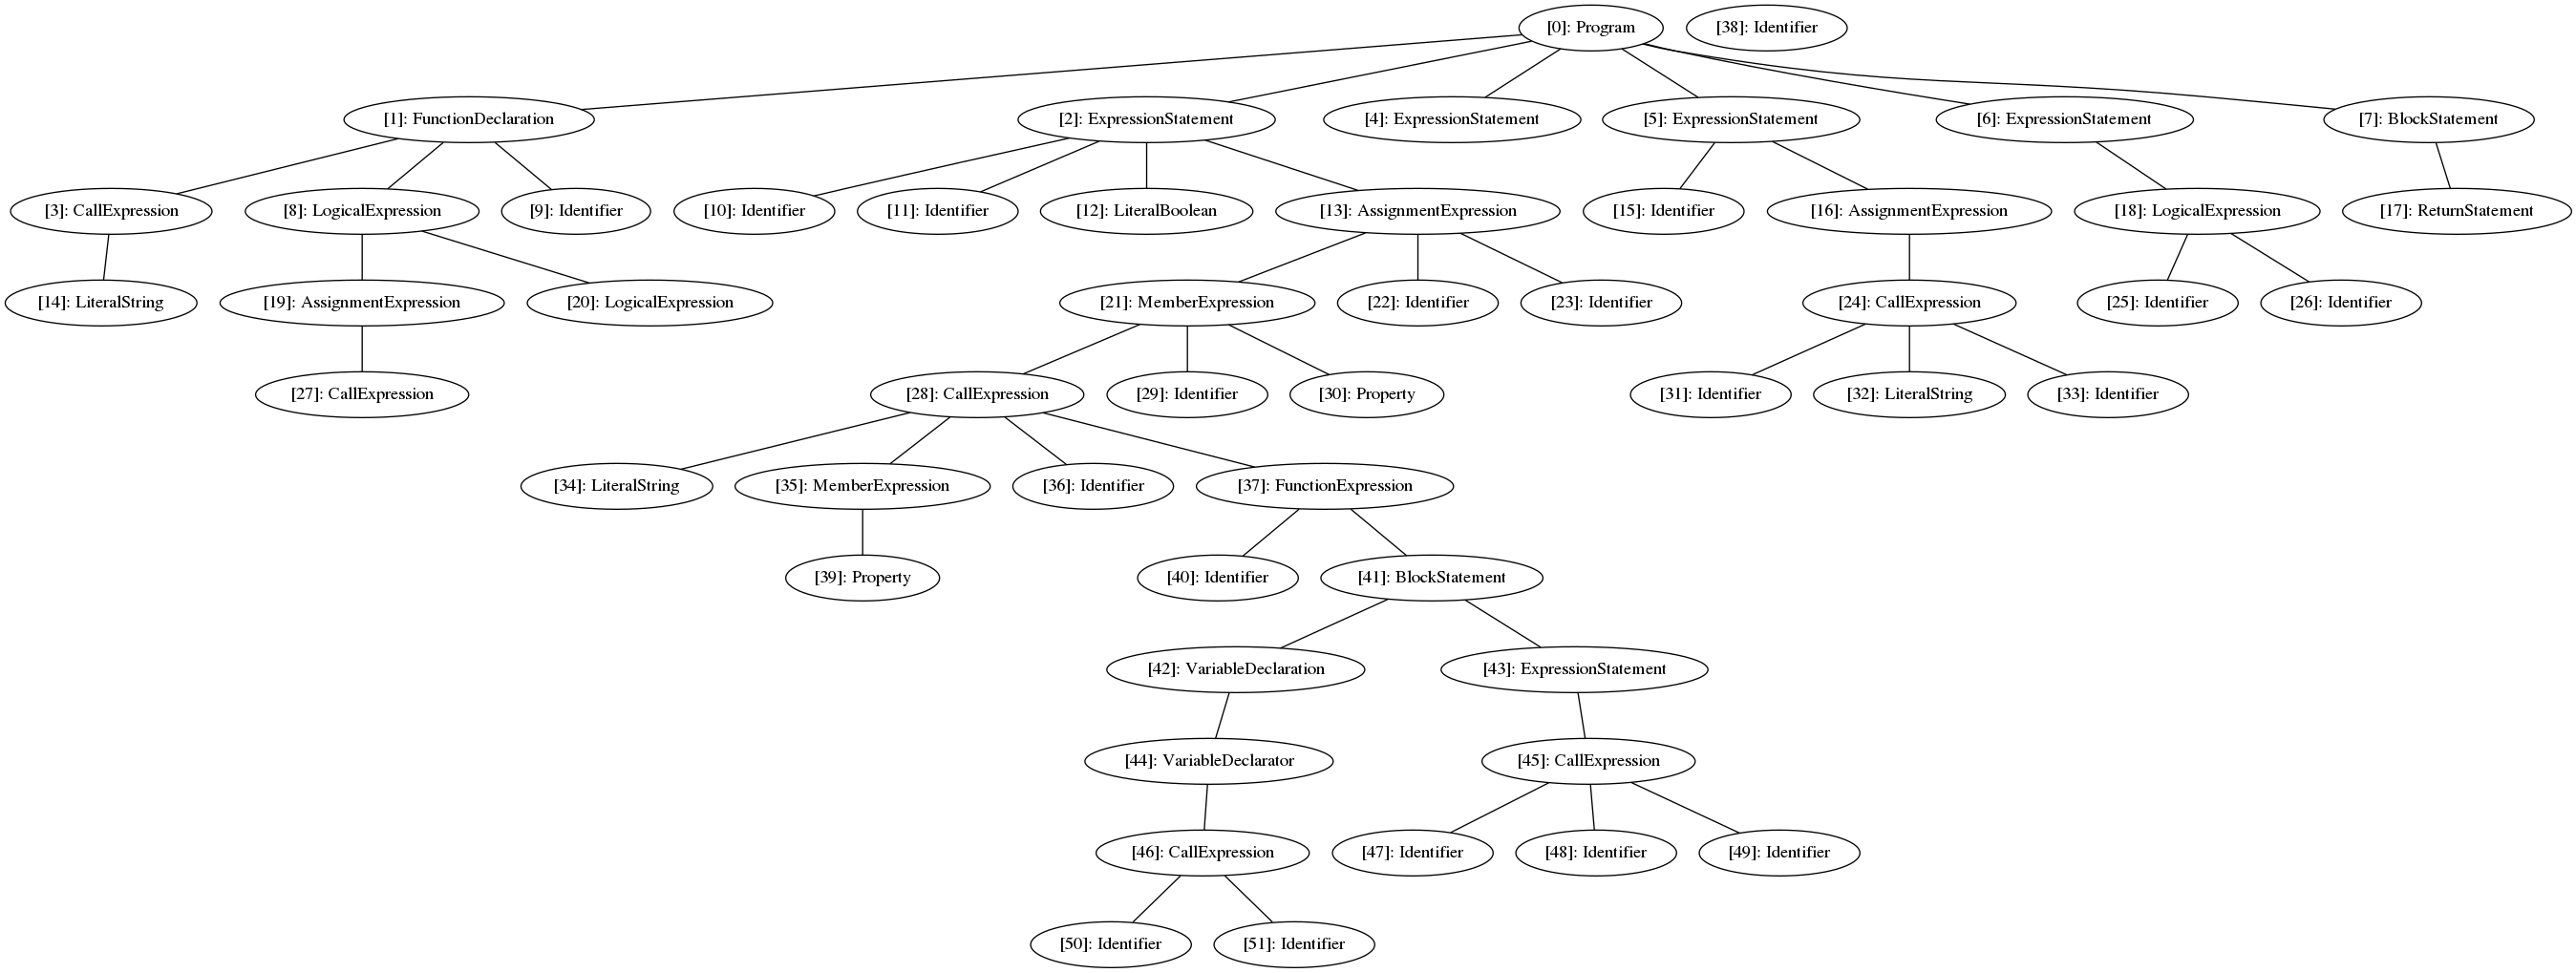 [0]: Program
[38]: Identifier
[1]: FunctionDeclaration
[2]: ExpressionStatement
[4]: ExpressionStatement
[5]: ExpressionStatement
[6]: ExpressionStatement
[7]: BlockStatement
[3]: CallExpression
[8]: LogicalExpression
[9]: Identifier
[10]: Identifier
[11]: Identifier
[12]: LiteralBoolean
[13]: AssignmentExpression
[15]: Identifier
[16]: AssignmentExpression
[18]: LogicalExpression
[17]: ReturnStatement
[14]: LiteralString
[19]: AssignmentExpression
[20]: LogicalExpression
[21]: MemberExpression
[22]: Identifier
[23]: Identifier
[24]: CallExpression
[25]: Identifier
[26]: Identifier
[27]: CallExpression
[28]: CallExpression
[29]: Identifier
[30]: Property
[31]: Identifier
[32]: LiteralString
[33]: Identifier
[34]: LiteralString
[35]: MemberExpression
[36]: Identifier
[37]: FunctionExpression
[39]: Property
[40]: Identifier
[41]: BlockStatement
[42]: VariableDeclaration
[43]: ExpressionStatement
[44]: VariableDeclarator
[45]: CallExpression
[46]: CallExpression
[47]: Identifier
[48]: Identifier
[49]: Identifier
[50]: Identifier
[51]: Identifier